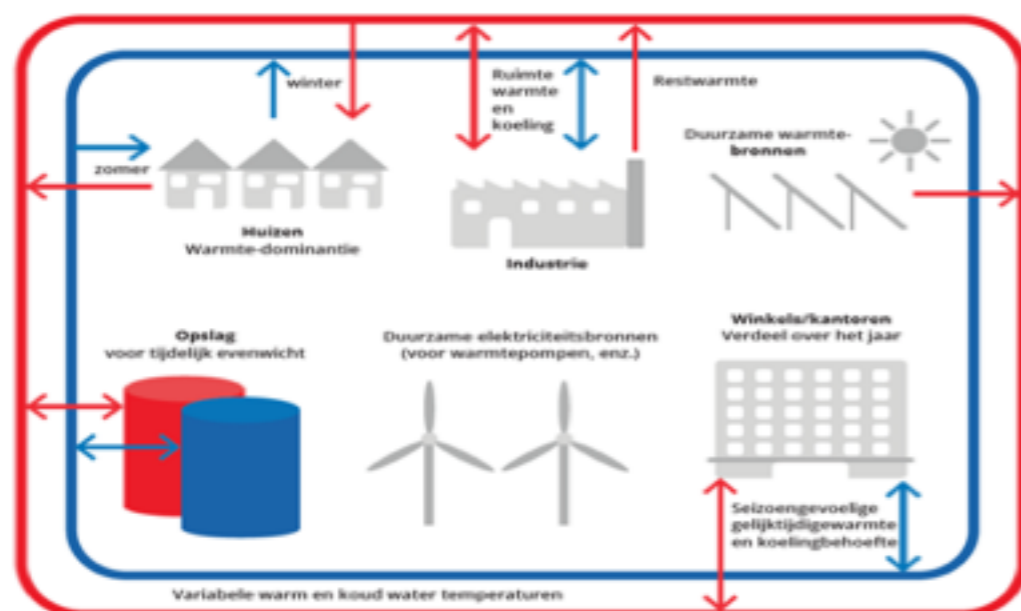 winter
Ruimte
warmte
en
koeling
Restwarmte
Duurzame warmte-
bronnen
zomer
Huizen
Warmte-dominantie
Industrie
Opslag
voor tijdelijk evenwicht
Duurzame elektriciteitsbronnen
(voor warmtepompen, enz.)
Winkels/kantoren
Verdeel over het jaar
Seizoengevoelige
gelijktijdigewarmte
en koelingbehoefte
Variabele warm en koud water temperaturen